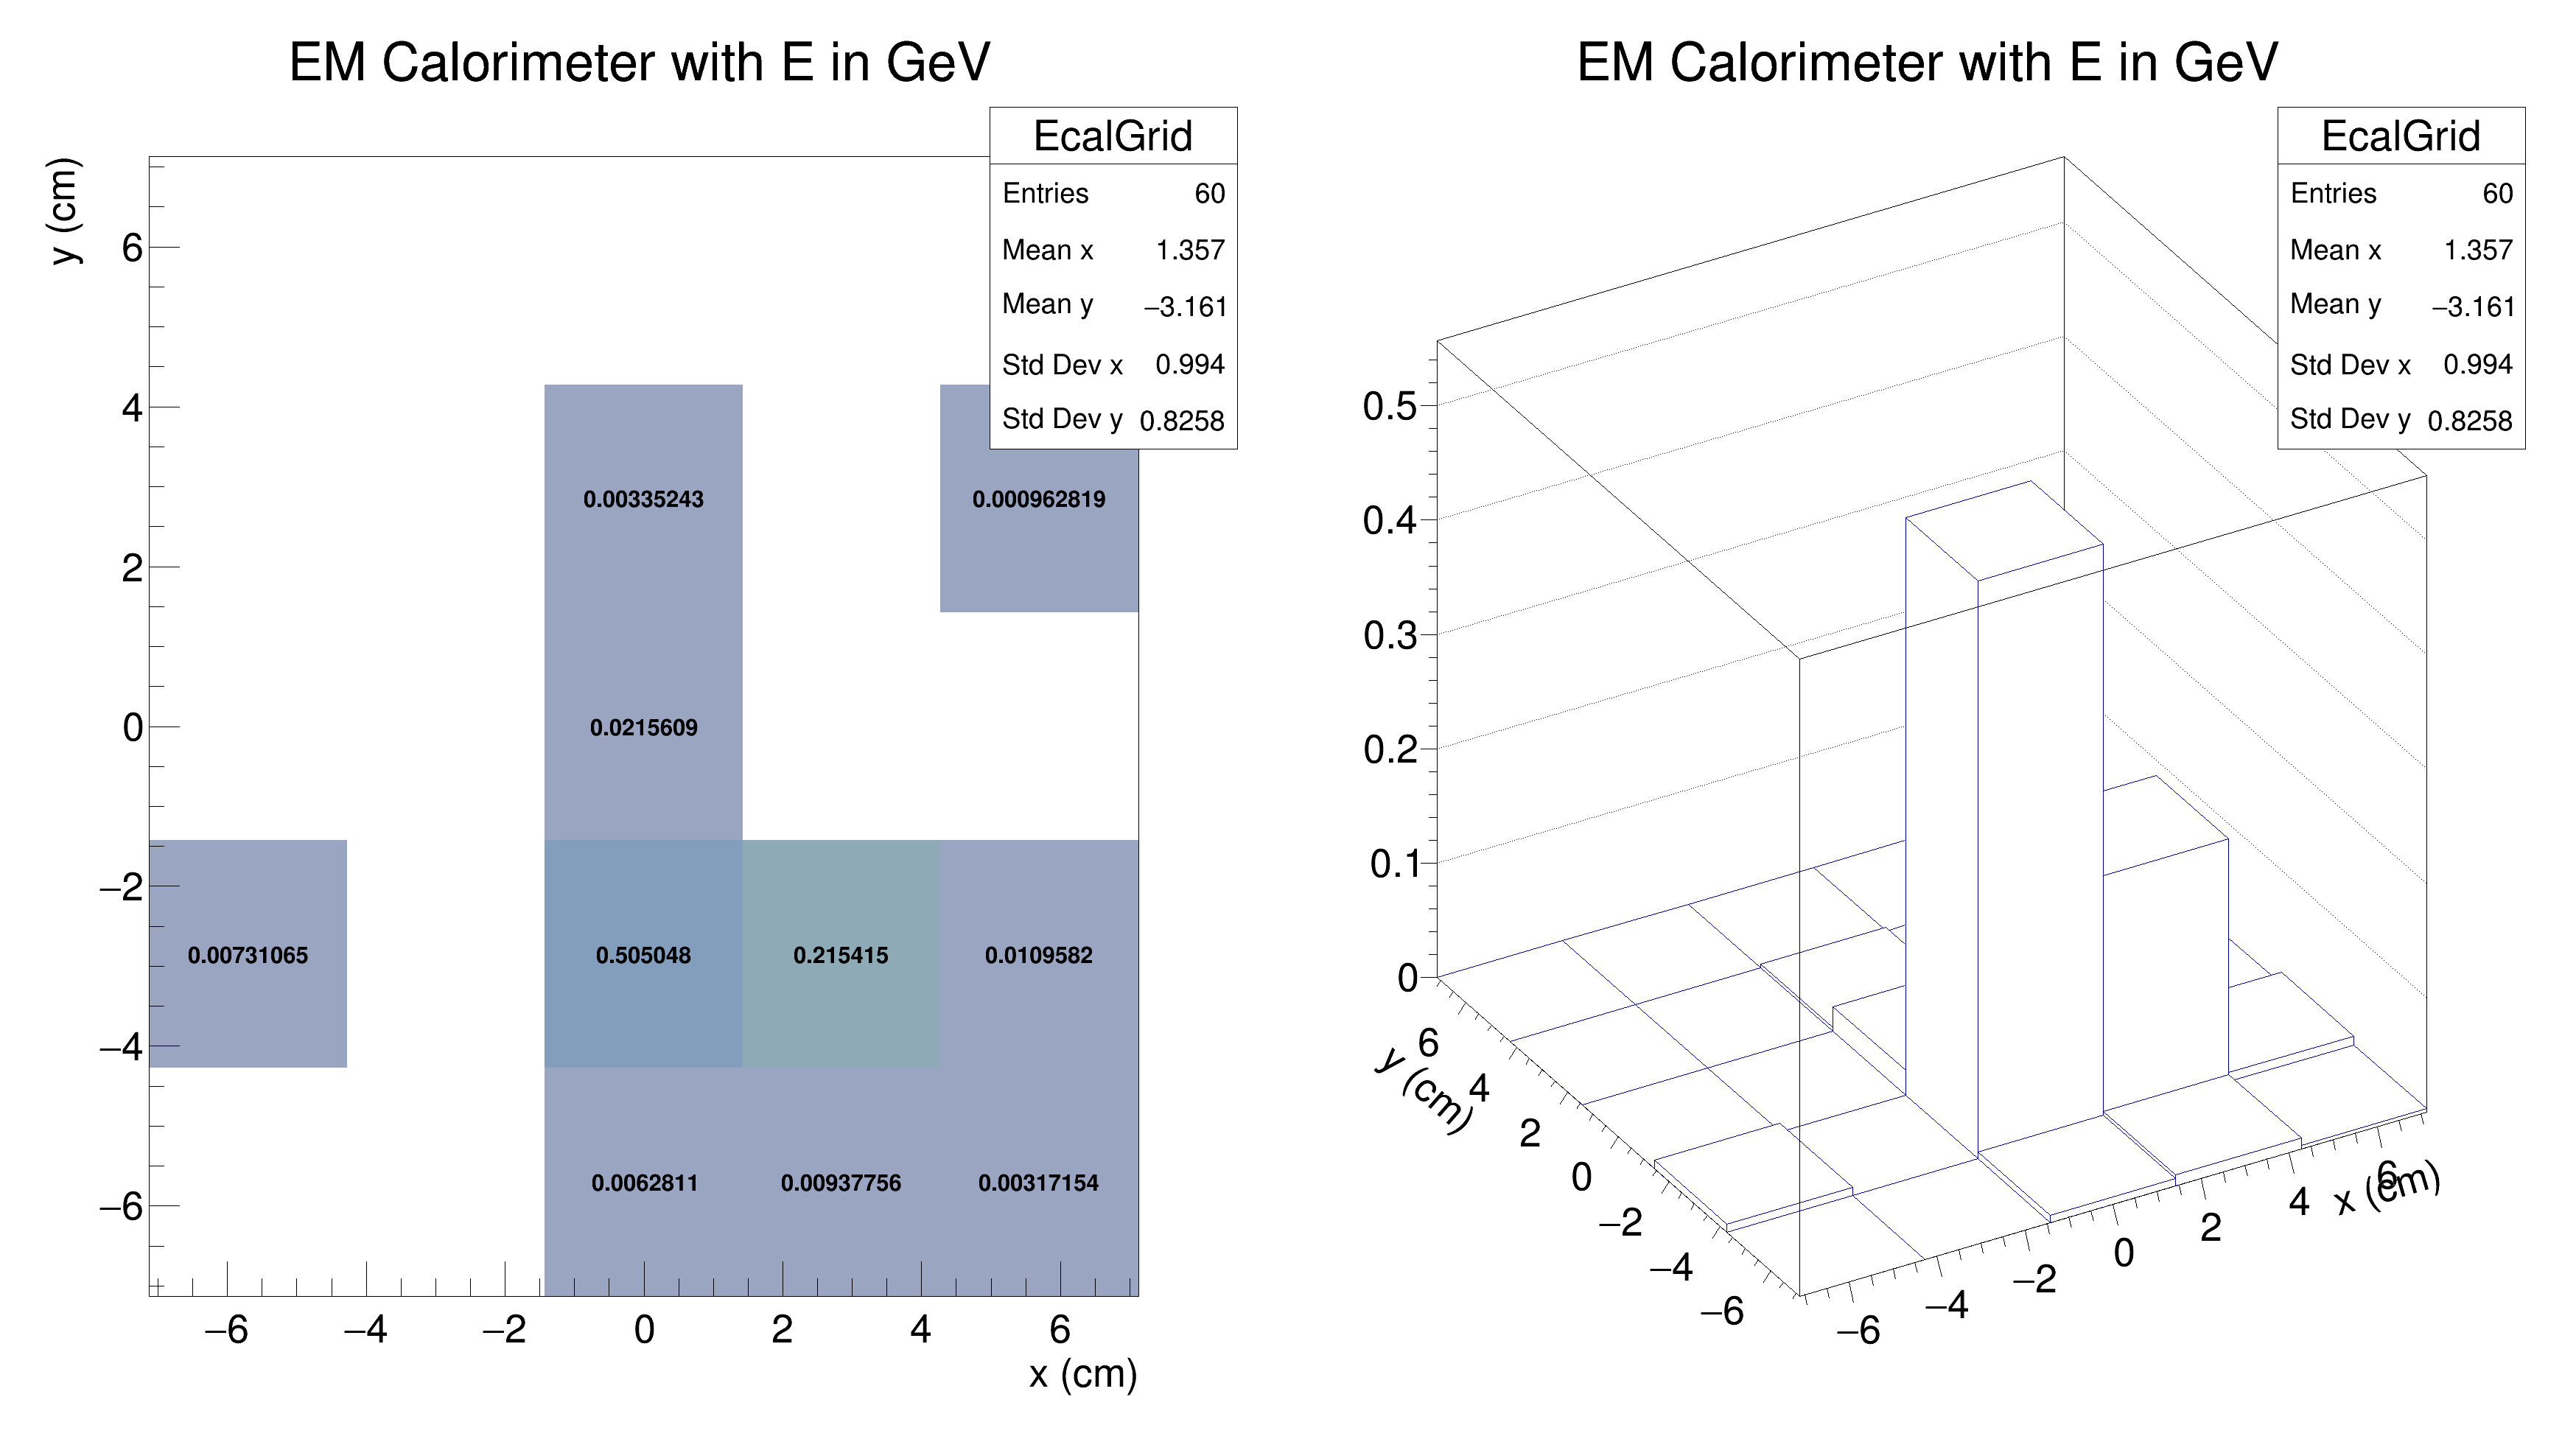 EM Calorimeter with E in GeV
EcalGrid
Entries 60
Mean x 1.357
Mean y −3.161
Std Dev x 0.994
Std Dev y 0.8258
y (cm)
6
4
2
0
−2
−4
−6
0.00335243
0.000962819
0.0215609
0.00731065
0.505048
0.215415
0.0109582
0.0062811
0.00937756
0.00317154
−6
−4
−2
0
2
4
6
x (cm)
EM Calorimeter with E in GeV
EcalGrid
Entries 60
Mean x 1.357
Mean y −3.161
Std Dev x 0.994
Std Dev y 0.8258
0.5
0.4
0.3
0.2
0.1
0
6
4
2
0
−2
−4
−6
y (cm)
−6
−4
−2
0
2
4
6
x (cm)